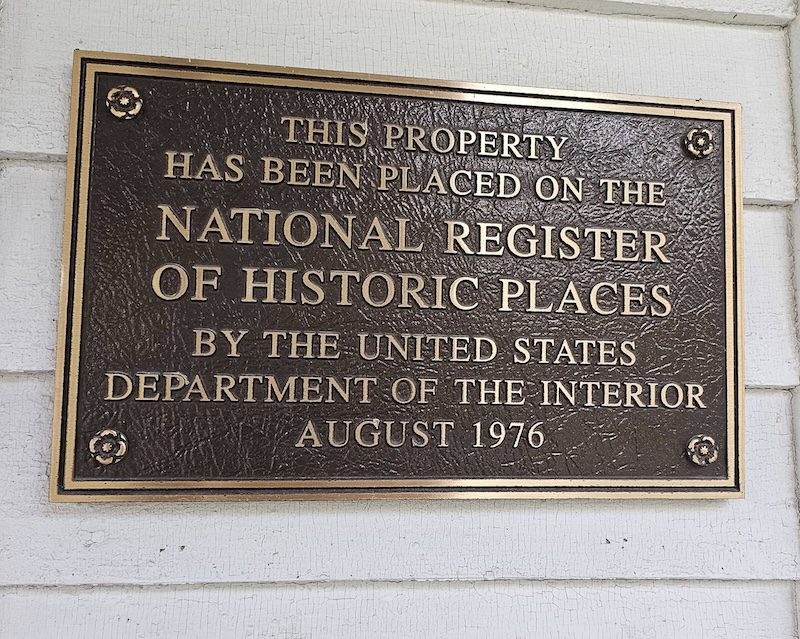 THIS PROPERTY
HAS BEEN PLACED ON THE
NATIONAL REGISTER
OF HISTORIC PLACES
BY THE UNITED STATES
DEPARTMENT OF THE INTERIOR
AUGUST 1976